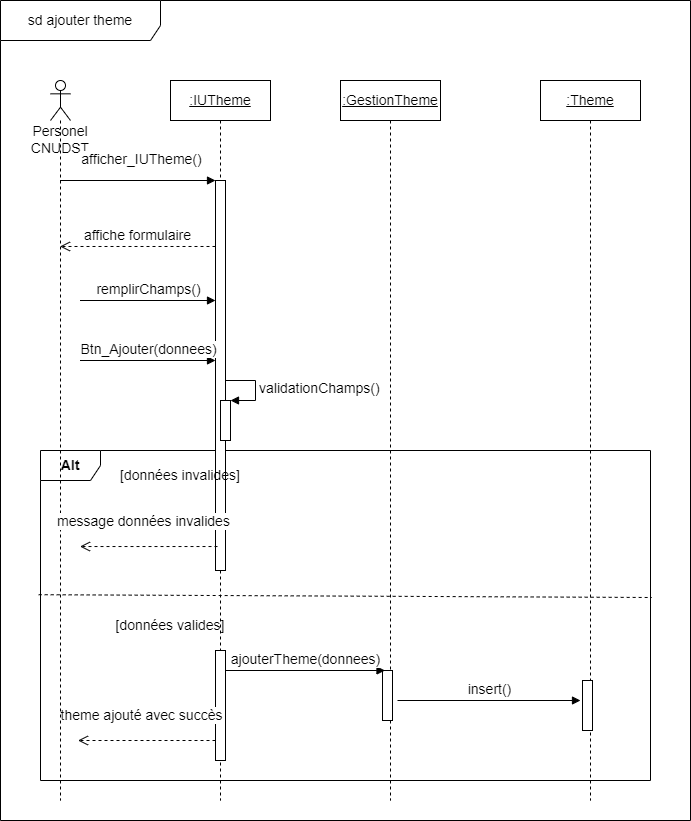 sd ajouter theme
:IUTheme
:GestionTheme
:Theme
Personel
CNUDST
afficher_IUTheme()
affiche formulaire
remplirChamps()
Btn_Ajouter(donnees)
validationChamps()
Alt
[données invalides]
message données invalides
[données valides]
ajouterTheme(donnees)
insert()
theme ajouté avec succès